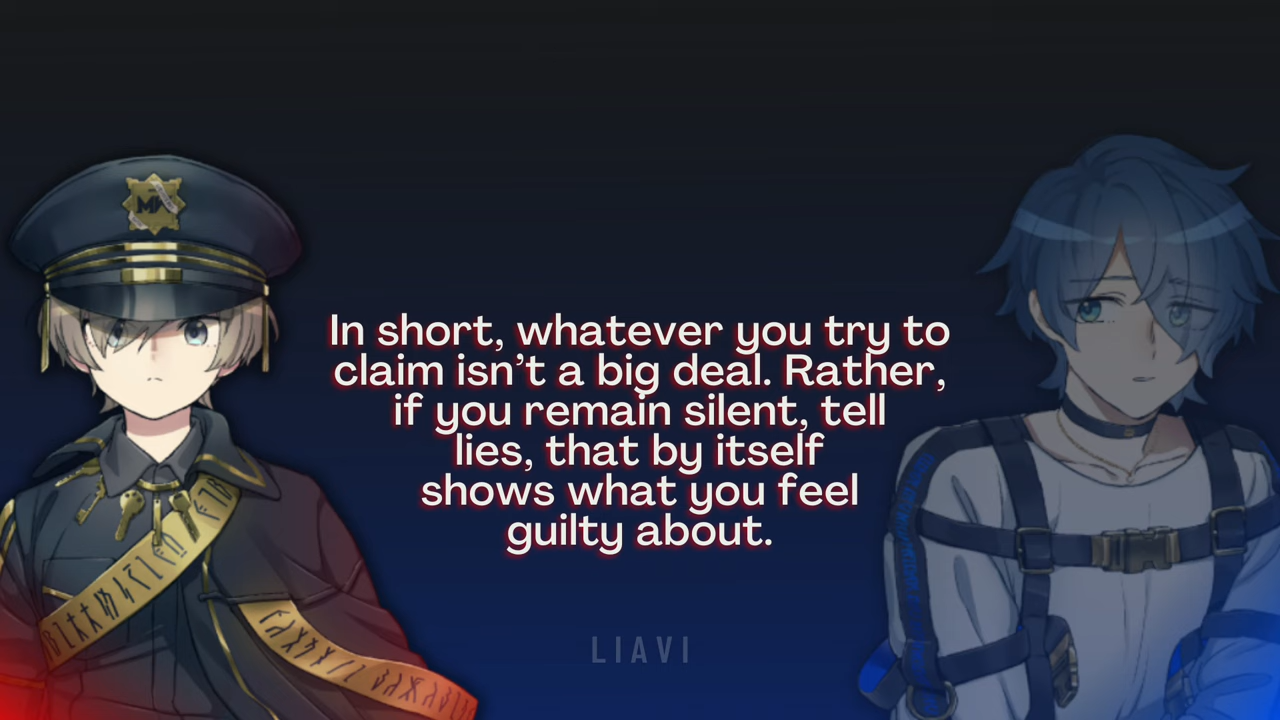 MK
In short, whatever you try to
claim isn't a big deal. Rather,
if you remain silent, tell
lies, that by itself
shows what you feel
guilty about.
LIAVI